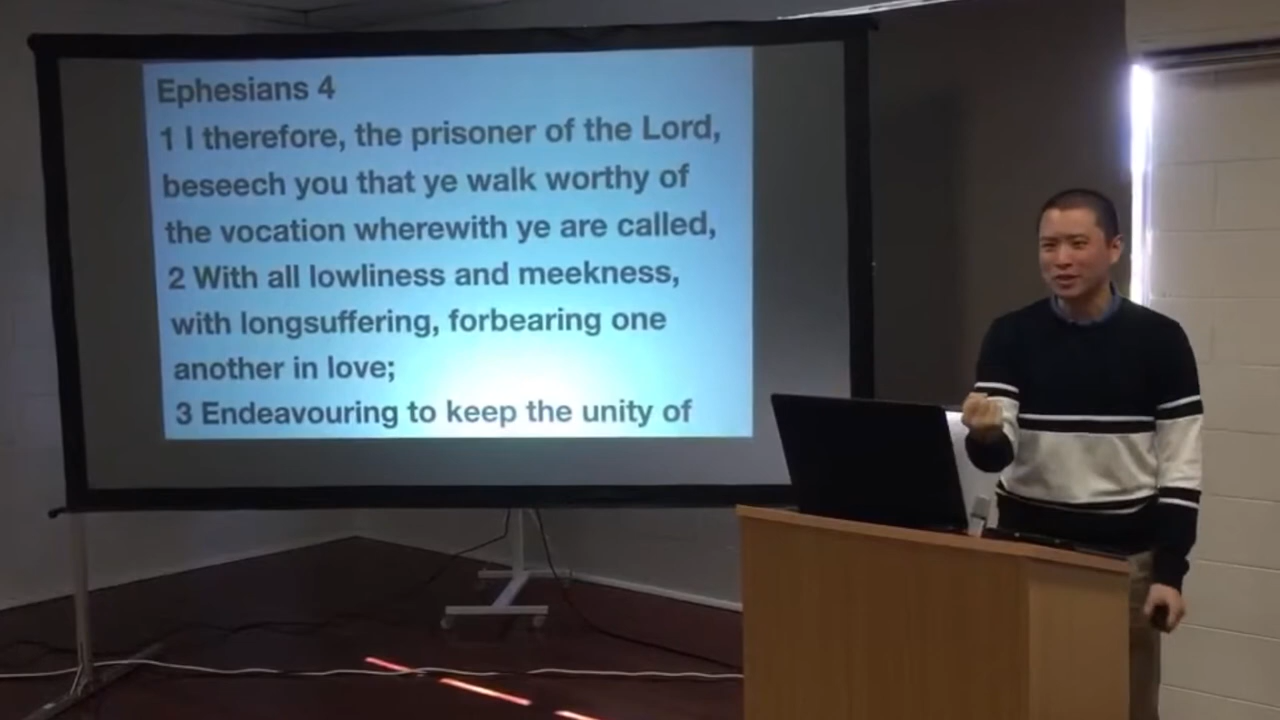 Ephesians 4
1 I therefore, the prisoner of the Lord,
beseech you that ye walk worthy of
the vocation wherewith ye are called,
2 With all lowliness and meekness,
with longsuffering, forbearing one
another in love;
3 Endeavouring to keep the unity of